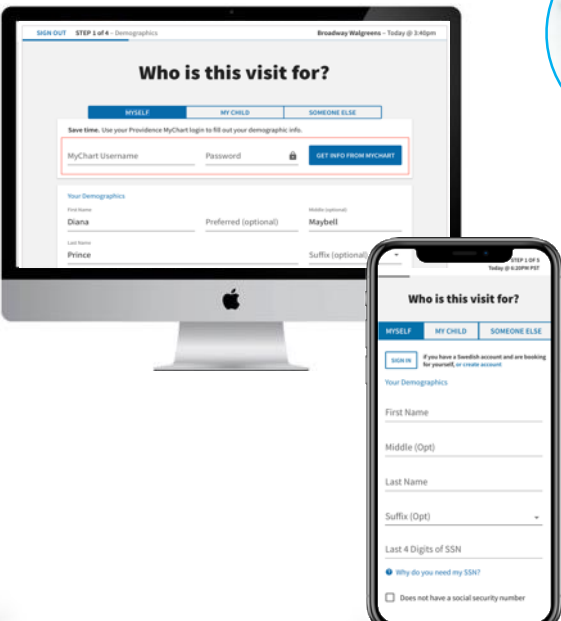 SIGN OUT STEP 1 of 4 - Demographics Broadway Walgreens - Today @ 3:40pm
Who is this visit for?
MYSELF MY CHILD SOMEONE ELSE
Save time. Use your Providence MyChart login to fill out your demographic info.
MyChart Username Password GET INFO FROM MYCHART
Your Demographics
First Name Middle (optional)
Diana Preferred (optional) Maybell
Last Name
Prince Suffix (optional)
STEP 1 OF 5
Today @ 6:20PM PST
Who is this visit for?
MYSELF MY CHILD SOMEONE ELSE
SIGN IN If you have a Swedish account and are booking
for yourself, or create account
Your Demographics
First Name
Middle (Opt)
Last Name
Suffix (Opt)
Last 4 Digits of SSN
Why do you need my SSN?
Does not have a social security number